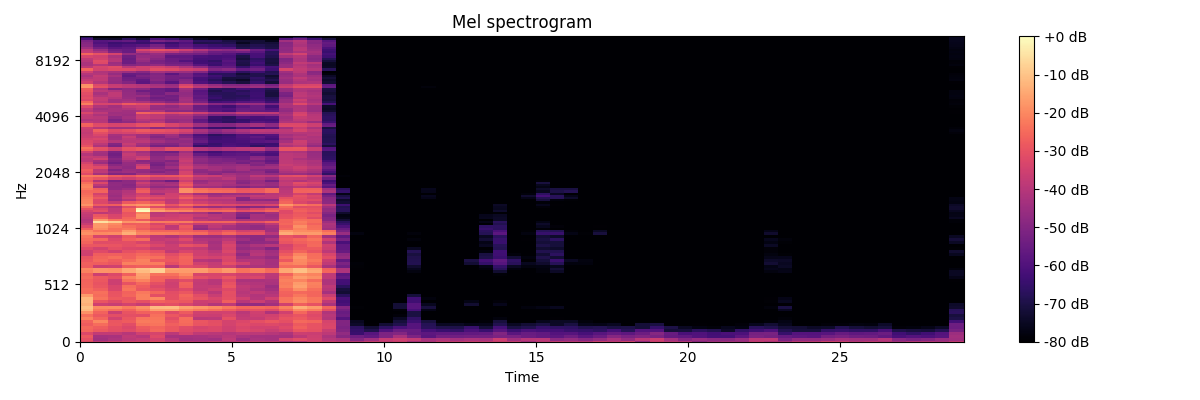 Mel spectrogram
Hz
8192
4096
2048
1024
512
0
0 5 10 15 20 25
Time
+0 dB
-10 dB
-20 dB
-30 dB
-40 dB
-50 dB
-60 dB
-70 dB
-80 dB